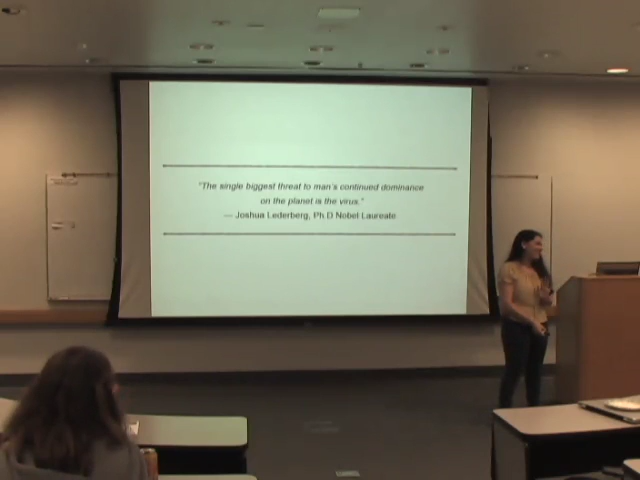 "The single biggest threat to man's continued dominance
on the planet is the virus."
— Joshua Lederberg, Ph.D Nobel Laureate